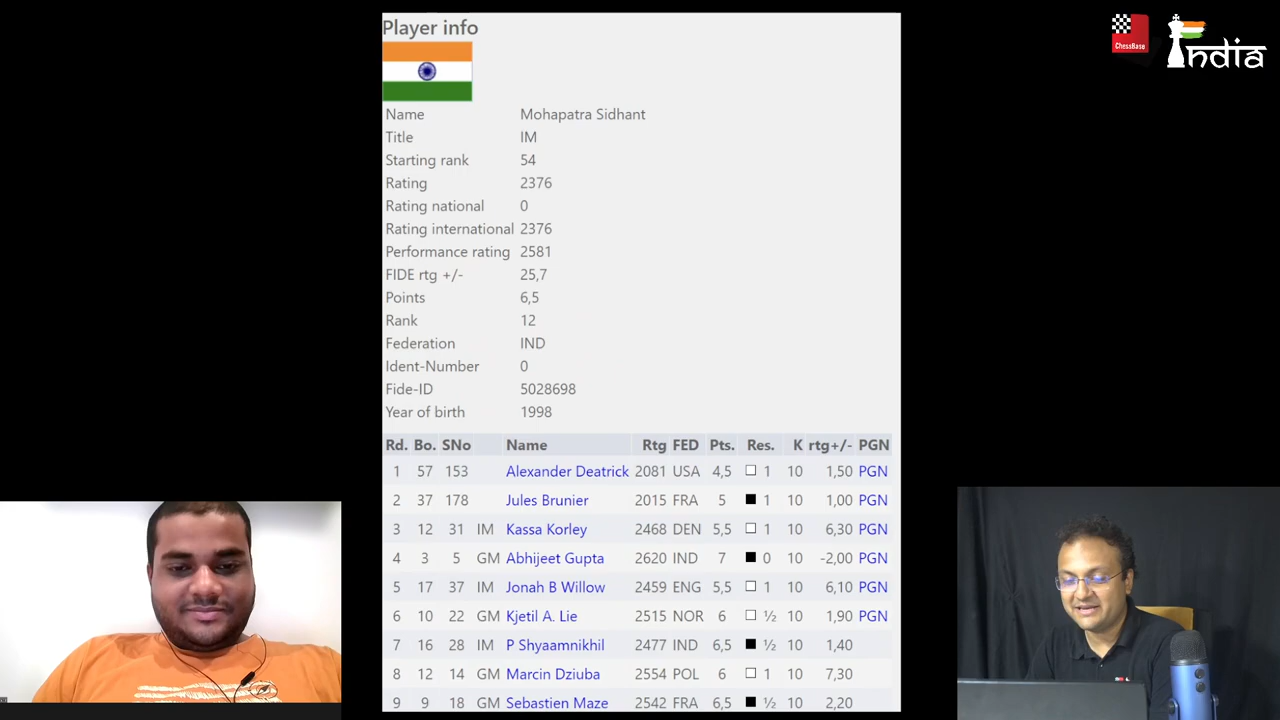 Player info
ChessBase
India
Name Mohapatra Sidhant
Title IM
Starting rank 54
Rating 2376
Rating national 0
Rating international 2376
Performance rating 2581
FIDE rtg +/- 25,7
Points 6,5
Rank 12
Federation IND
Ident-Number 0
Fide-ID 5028698
Year of birth 1998
Rd. Bo. SNo Name Rtg FED Pts. Res. K rtg+/- PGN
1 57 153 Alexander Deatrick 2081 USA 4,5 1 10 1,50 PGN
2 37 178 Jules Brunier 2015 FRA 5 1 10 1,00 PGN
3 12 31 IM Kassa Korley 2468 DEN 5,5 1 10 6,30 PGN
4 3 5 GM Abhijeet Gupta 2620 IND 7 0 10 -2,00 PGN
5 17 37 IM Jonah B Willow 2459 ENG 5,5 1 10 6,10 PGN
6 10 22 GM Kjetil A. Lie 2515 NOR 6 ½ 10 1,90 PGN
7 16 28 IM P Shyaamnikhil 2477 IND 6,5 ½ 10 1,40
8 12 14 GM Marcin Dziuba 2554 POL 6 1 10 7,30
9 9 18 GM Sebastien Maze 2542 FRA 6,5 ½ 10 2,20